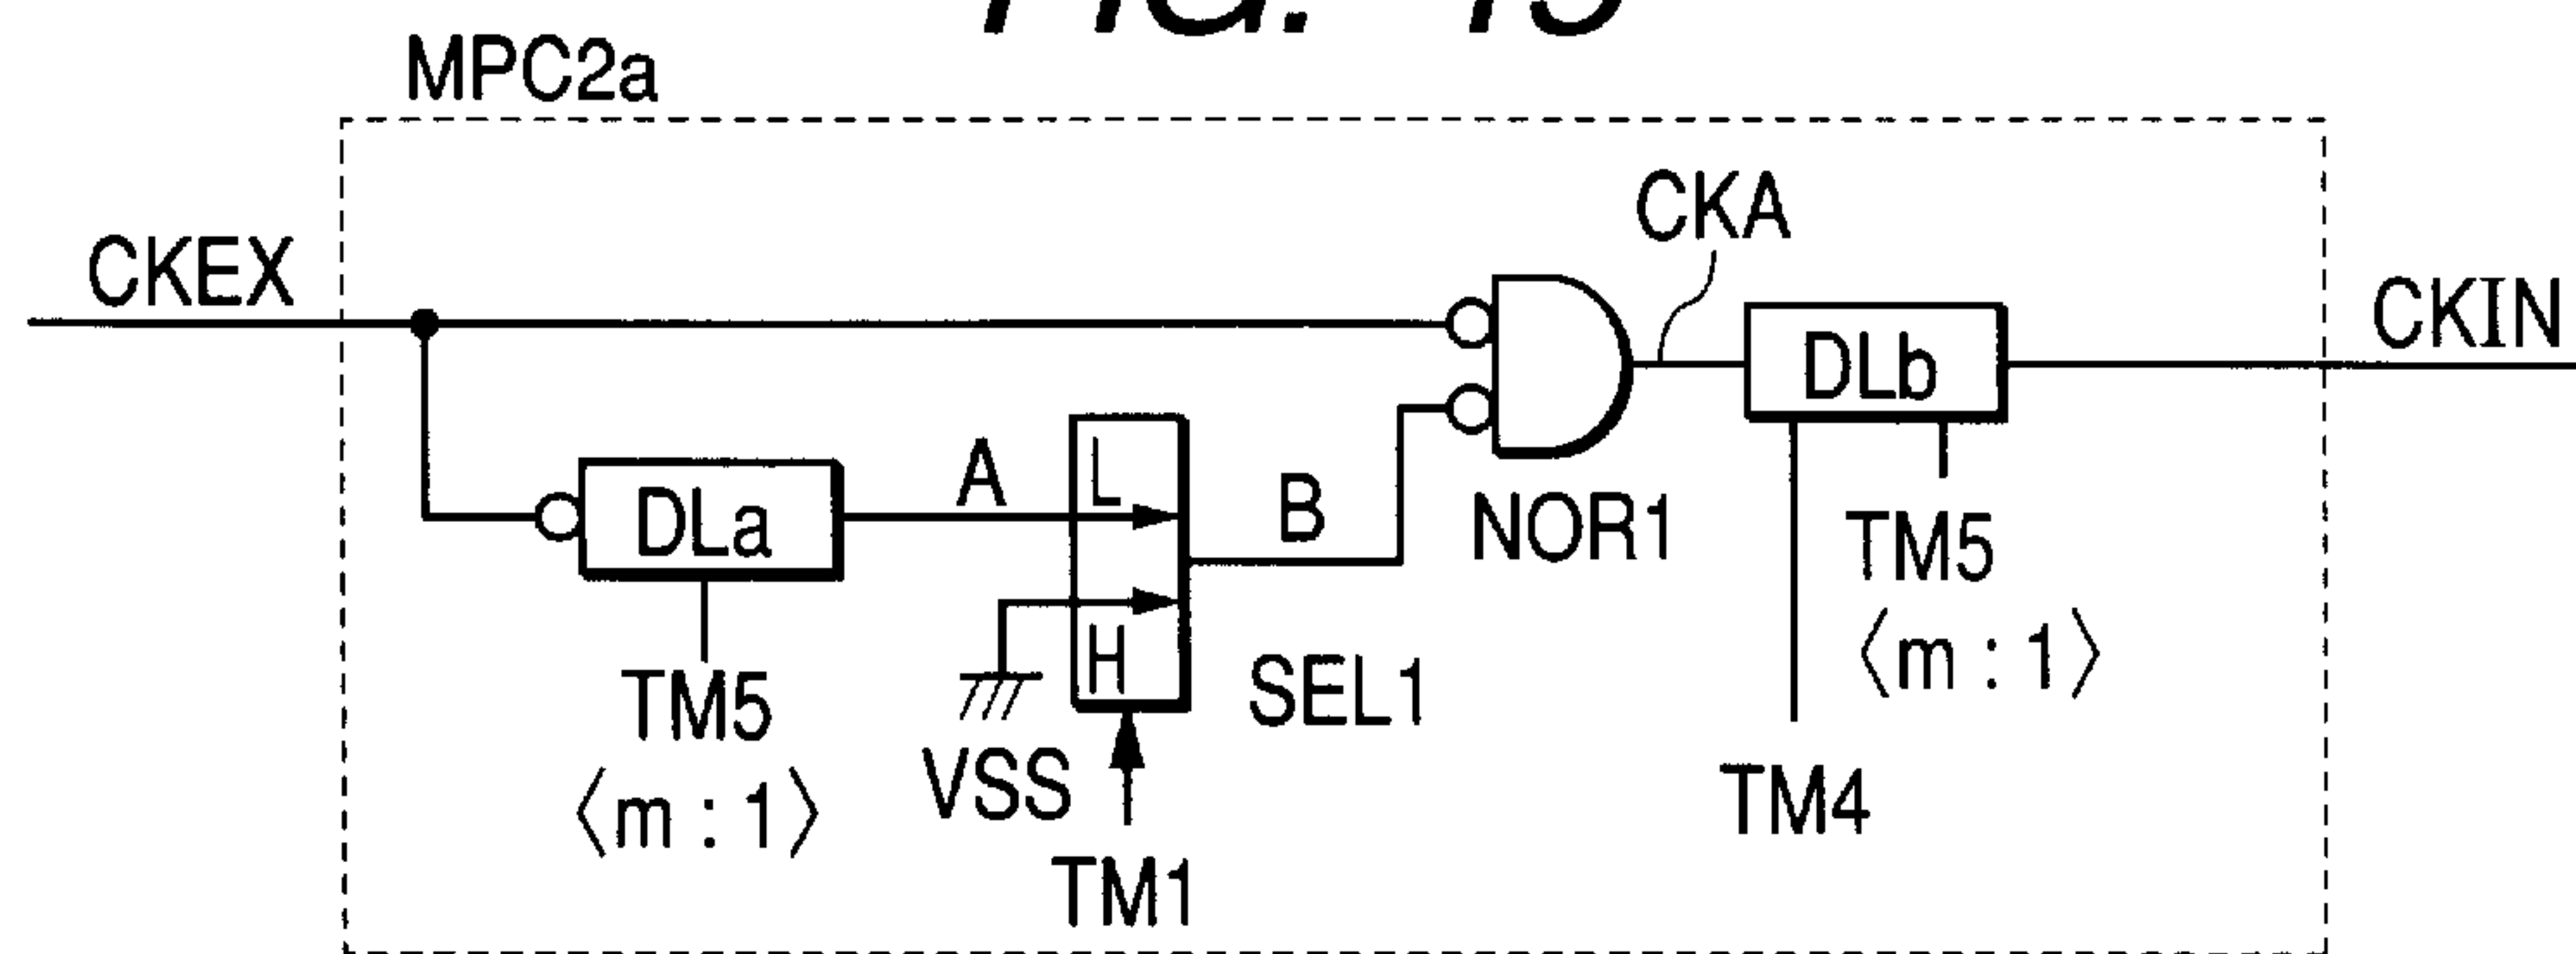 MPC2a
CKEX
CKA
CKIN
DLb
A
L
B
DLa
NOR1
TM5
⟨m : 1⟩
H
SEL1
TM5
⟨m : 1⟩
VSS
TM4
TM1